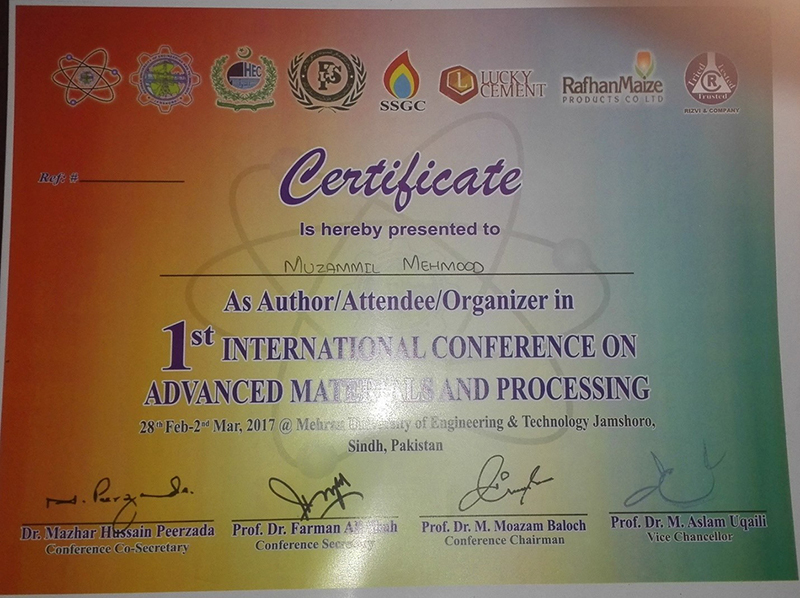 HEC
SSGC
L LUCKY CEMENT
RafhanMaize
PRODUCTS CO LTD
R
Trusted
RIZVI & COMPANY
Ref: #
Certificate
Is hereby presented to
MUZAMMIL MEHMOOD
As Author/Attendee/Organizer in
1st INTERNATIONAL CONFERENCE ON
ADVANCED MATERIALS AND PROCESSING
28th Feb-2nd Mar, 2017 @ Mehran University of Engineering & Technology Jamshoro,
Sindh, Pakistan
Dr. Mazhar Hussain Peerzada
Conference Co-Secretary
Prof. Dr. Farman Ali Shah
Conference Secretary
Prof. Dr. M. Moazam Baloch
Conference Chairman
Prof. Dr. M. Aslam Uqaili
Vice Chancellor